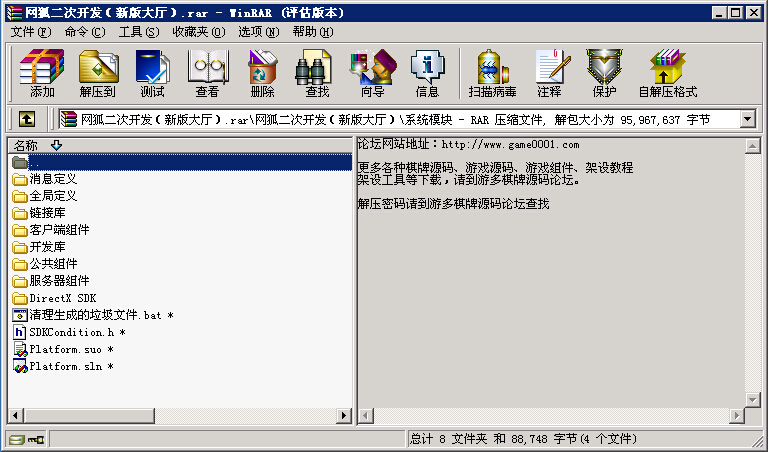 网狐二次开发(新版大厅).rar - WinRAR (评估版本)
文件(F) 命令(C) 工具(S) 收藏夹(O) 选项(N) 帮助(H)
添加 解压到 测试 查看 删除 查找 向导 信息 扫描病毒 注释 保护 自解压格式
网狐二次开发(新版大厅).rar\网狐二次开发(新版大厅)\系统模块 - RAR 压缩文件, 解包大小为 95,967,637 字节
名称
..
消息定义
全局定义
链接库
客户端组件
开发库
公共组件
服务器组件
DirectX SDK
清理生成的垃圾文件.bat *
SDKCondition.h *
Platform.suo *
Platform.sln *
论坛网站地址：http://www.game0001.com
更多各种棋牌源码、游戏源码、游戏组件、架设教程
架设工具等下载，请到游多棋牌源码论坛。
解压密码请到游多棋牌源码论坛查找
总计 8 文件夹 和 88,748 字节(4 个文件)